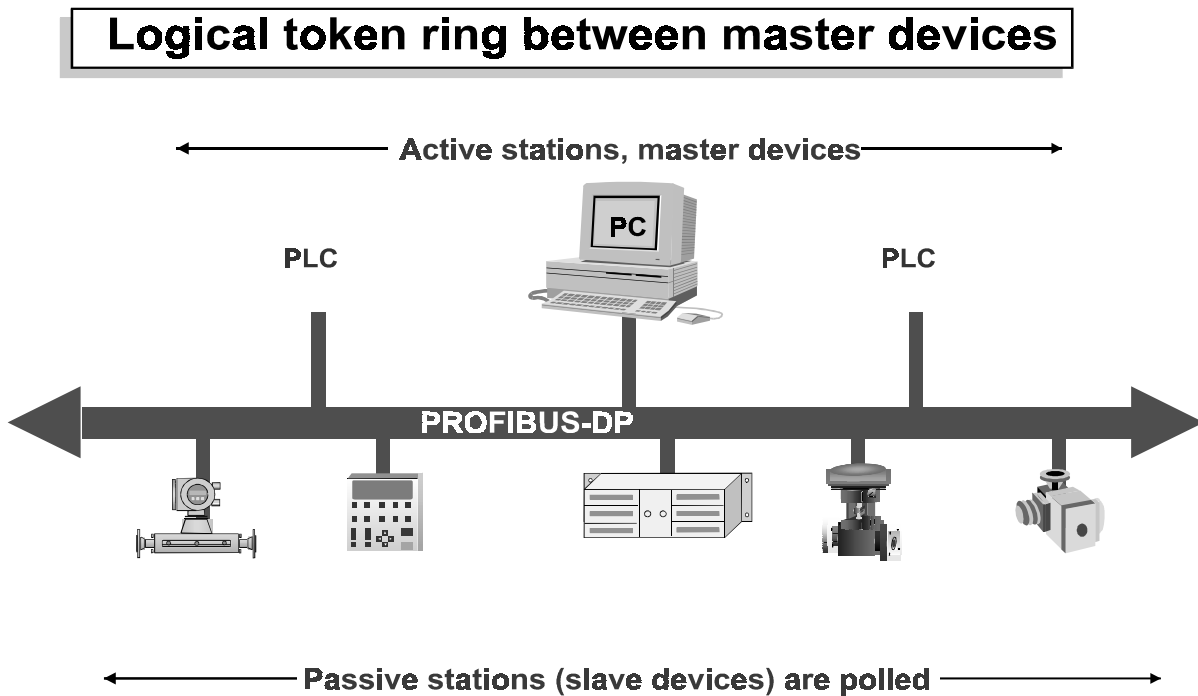 Logical token ring between master devices
Active stations, master devices
PC
PLC
PLC
PROFIBUS-DP
Passive stations (slave devices) are polled